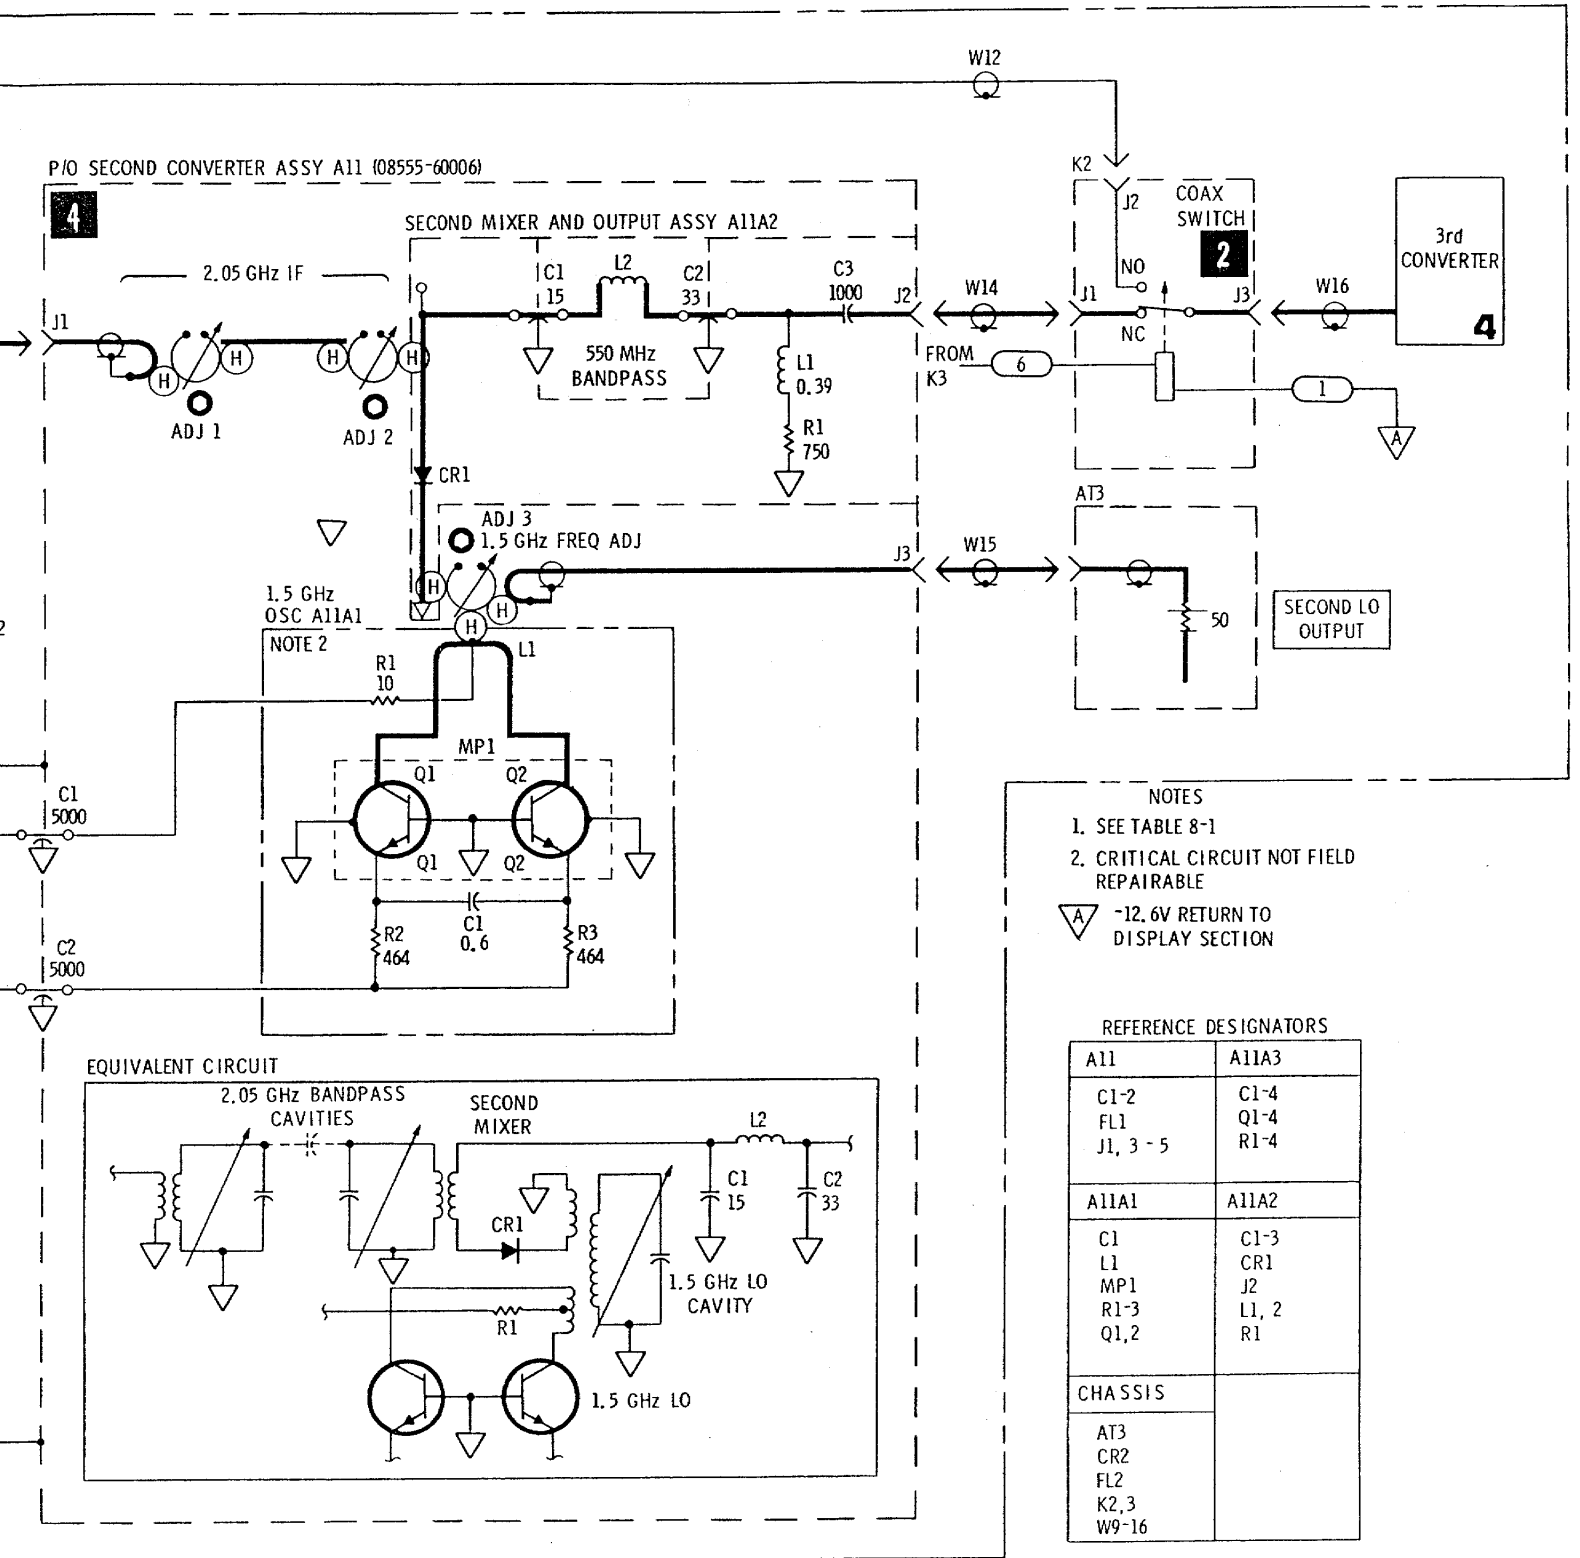 W12
P/O SECOND CONVERTER ASSY A11 (08555-60006)
4
K2
J2
COAX
SWITCH
2
SECOND MIXER AND OUTPUT ASSY A11A2
2.05 GHz IF
C1
15
L2
C2
33
C3
1000
J2
W14
J1
NO
NC
J3
W16
3rd
CONVERTER
4
J1
H
H
H
H
ADJ 1
ADJ 2
550 MHz
BANDPASS
L1
0.39
R1
750
FROM
K3
6
1
A
CR1
ADJ 3
1.5 GHz FREQ ADJ
H
H
H
J3
W15
AT3
50
SECOND LO
OUTPUT
1.5 GHz
OSC A11A1
NOTE 2
2
R1
10
L1
MP1
Q1
Q2
Q1
Q2
C1
5000
C1
0.6
R2
464
R3
464
C2
5000
NOTES
1. SEE TABLE 8-1
2. CRITICAL CIRCUIT NOT FIELD
REPAIRABLE
A
-12.6V RETURN TO
DISPLAY SECTION
EQUIVALENT CIRCUIT
2.05 GHz BANDPASS
CAVITIES
SECOND
MIXER
L2
C1
15
C2
33
CR1
1.5 GHz LO
CAVITY
R1
1.5 GHz LO
REFERENCE DESIGNATORS
A11
C1-2
FL1
J1, 3 - 5
A11A3
C1-4
Q1-4
R1-4
A11A1
C1
L1
MP1
R1-3
Q1,2
A11A2
C1-3
CR1
J2
L1, 2
R1
CHASSIS
AT3
CR2
FL2
K2,3
W9-16